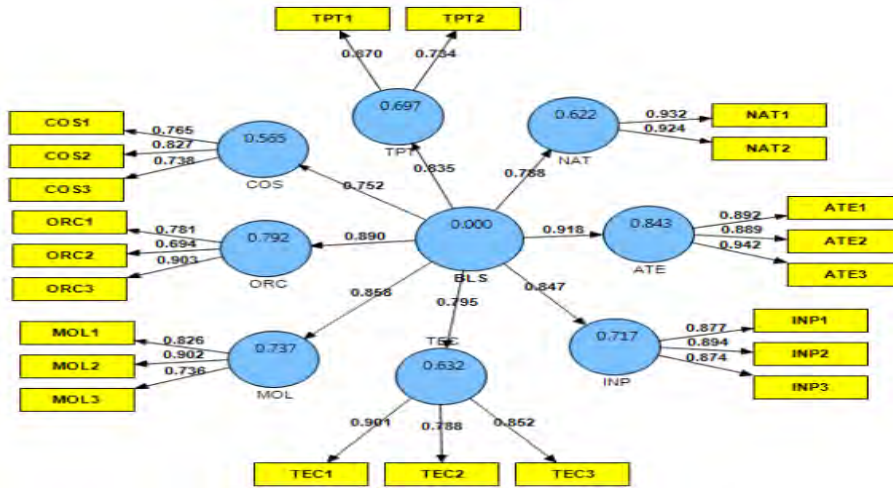 TPT1
TPT2
0.870
0.734
0.697
TPT
0.835
COS1
COS2
COS3
0.765
0.827
0.738
0.565
COS
0.752
0.622
NAT
0.788
0.932
0.924
NAT1
NAT2
ORC1
ORC2
ORC3
0.781
0.694
0.903
0.792
ORC
0.890
0.000
BLS
0.918
0.843
ATE
0.892
0.889
0.942
ATE1
ATE2
ATE3
MOL1
MOL2
MOL3
0.826
0.902
0.736
0.737
MOL
0.858
0.795
TEC
0.632
0.847
0.717
INP
0.877
0.894
0.874
INP1
INP2
INP3
0.901
0.788
0.852
TEC1
TEC2
TEC3